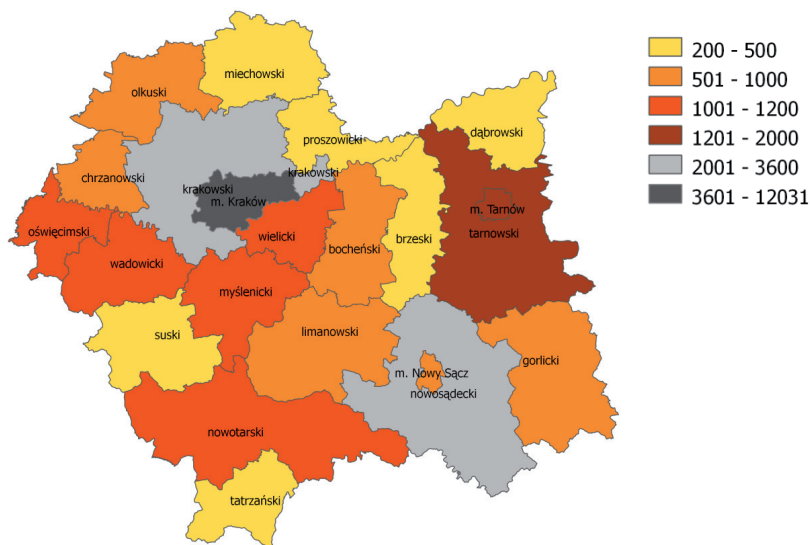 200 - 500
501 - 1000
1001 - 1200
1201 - 2000
2001 - 3600
3601 - 12031
miechowski
olkuski
dąbrowski
proszowicki
chrzanowski
krakowski
krakowski
m. Kraków
m. Tarnów
oświęcimski
wielicki
tarnowski
bocheński
brzeski
wadowicki
myślenicki
suski
limanowski
gorlicki
m. Nowy Sącz
nowosądecki
nowotarski
tatrzański